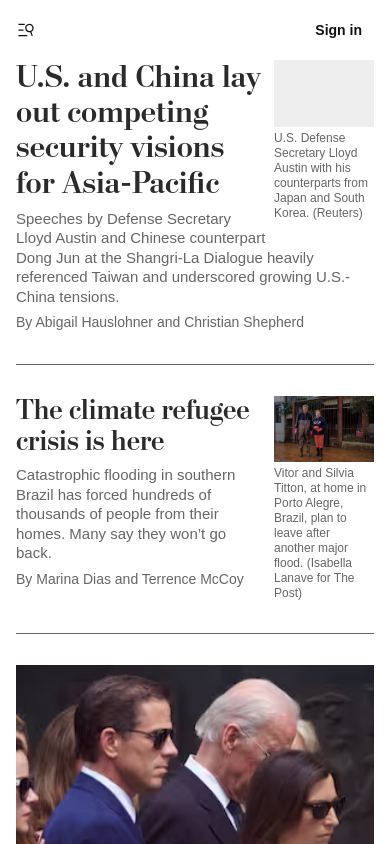 Sign in
U.S. and China lay
out competing
security visions
for Asia-Pacific
U.S. Defense
Secretary Lloyd
Austin with his
counterparts from
Japan and South
Korea. (Reuters)
Speeches by Defense Secretary
Lloyd Austin and Chinese counterpart
Dong Jun at the Shangri-La Dialogue heavily
referenced Taiwan and underscored growing U.S.-
China tensions.
By Abigail Hauslohner and Christian Shepherd
The climate refugee
crisis is here
Vitor and Silvia
Titton, at home in
Porto Alegre,
Brazil, plan to
leave after
another major
flood. (Isabella
Lanave for The
Post)
Catastrophic flooding in southern
Brazil has forced hundreds of
thousands of people from their
homes. Many say they won’t go
back.
By Marina Dias and Terrence McCoy